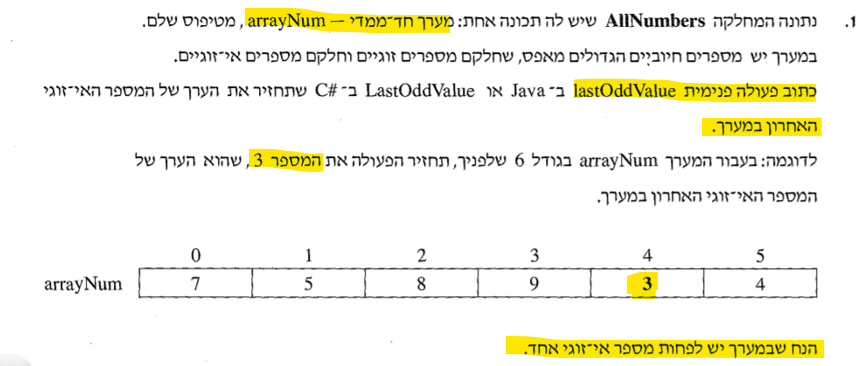 1. נתונה המחלקה AllNumbers שיש לה תכונה אחת: מערך חד־ממדי — arrayNum, מטיפוס שלם.
במערך יש מספרים חיוביים הגדולים מאפס, שחלקם מספרים זוגיים וחלקם מספרים אי־זוגיים.
כתוב פעולה פנימית lastOddValue ב־ Java או LastOddValue ב־ C# שתחזיר את הערך של המספר האי־זוגי
האחרון במערך.
לדוגמה: בעבור המערך arrayNum בגודל 6 שלפניך, תחזיר הפעולה את המספר 3, שהוא הערך של
המספר האי־זוגי האחרון במערך.
0 1 2 3 4 5
arrayNum 7 5 8 9 3 4
הנח שבמערך יש לפחות מספר אי־זוגי אחד.